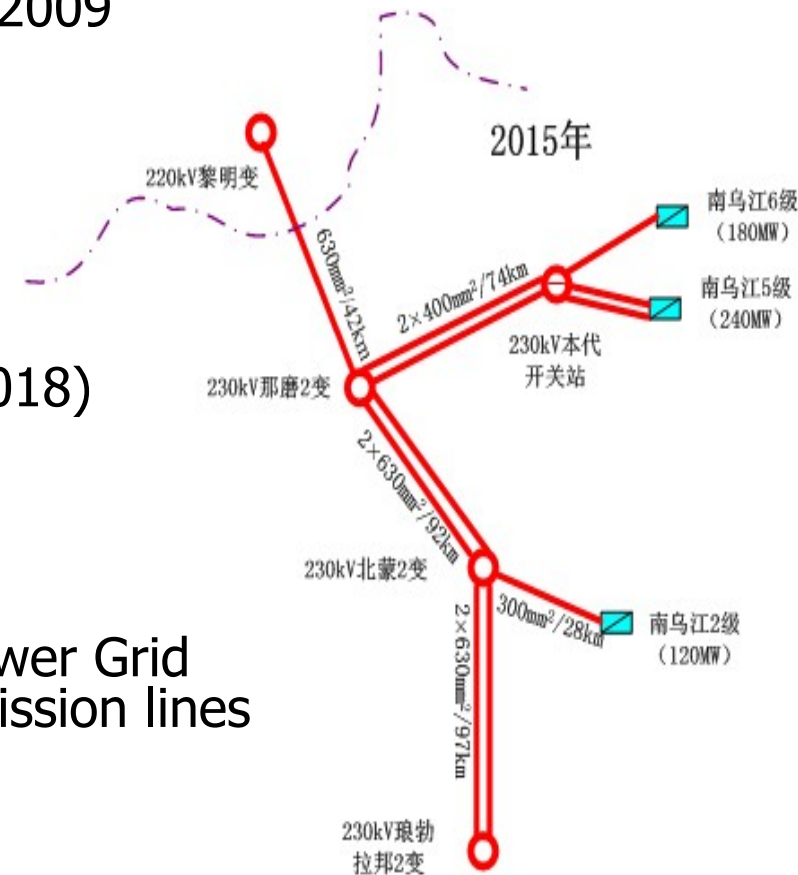 2009
2015年
220kV黎明变
南乌江6级
（180MW）
630mm²/42km
2×400mm²/74km
南乌江5级
（240MW）
230kV本代
开关站
018)
230kV那磨2变
2×630mm²/92km
230kV北蒙2变
300mm²/28km
南乌江2级
（120MW）
wer Grid
ission lines
2×630mm²/97km
230kV琅勃
拉邦2变